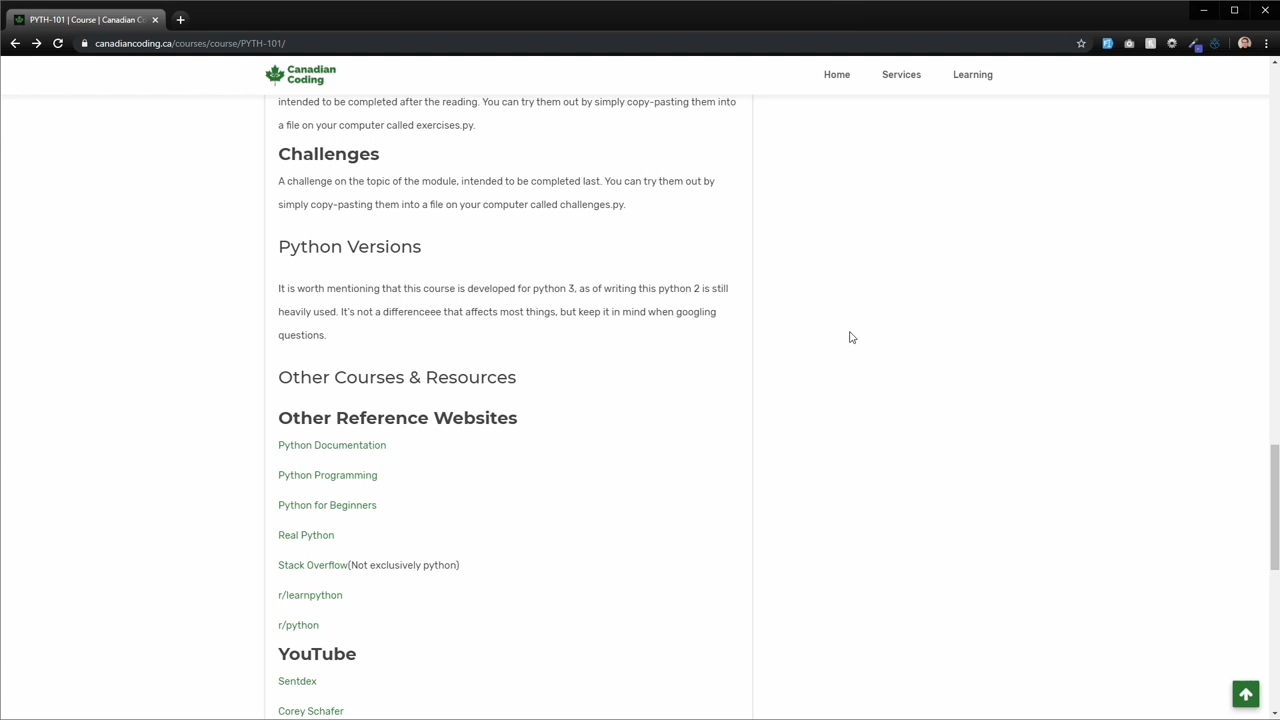 PYTH-101 | Course | Canadian Co
canadiancoding.ca/courses/course/PYTH-101/
Canadian
Coding
Home
Services
Learning
intended to be completed after the reading. You can try them out by simply copy-pasting them into
a file on your computer called exercises.py.
Challenges
A challenge on the topic of the module, intended to be completed last. You can try them out by
simply copy-pasting them into a file on your computer called challenges.py.
Python Versions
It is worth mentioning that this course is developed for python 3, as of writing this python 2 is still
heavily used. It's not a differenceee that affects most things, but keep it in mind when googling
questions.
Other Courses & Resources
Other Reference Websites
Python Documentation
Python Programming
Python for Beginners
Real Python
Stack Overflow(Not exclusively python)
r/learnpython
r/python
YouTube
Sentdex
Corey Schafer